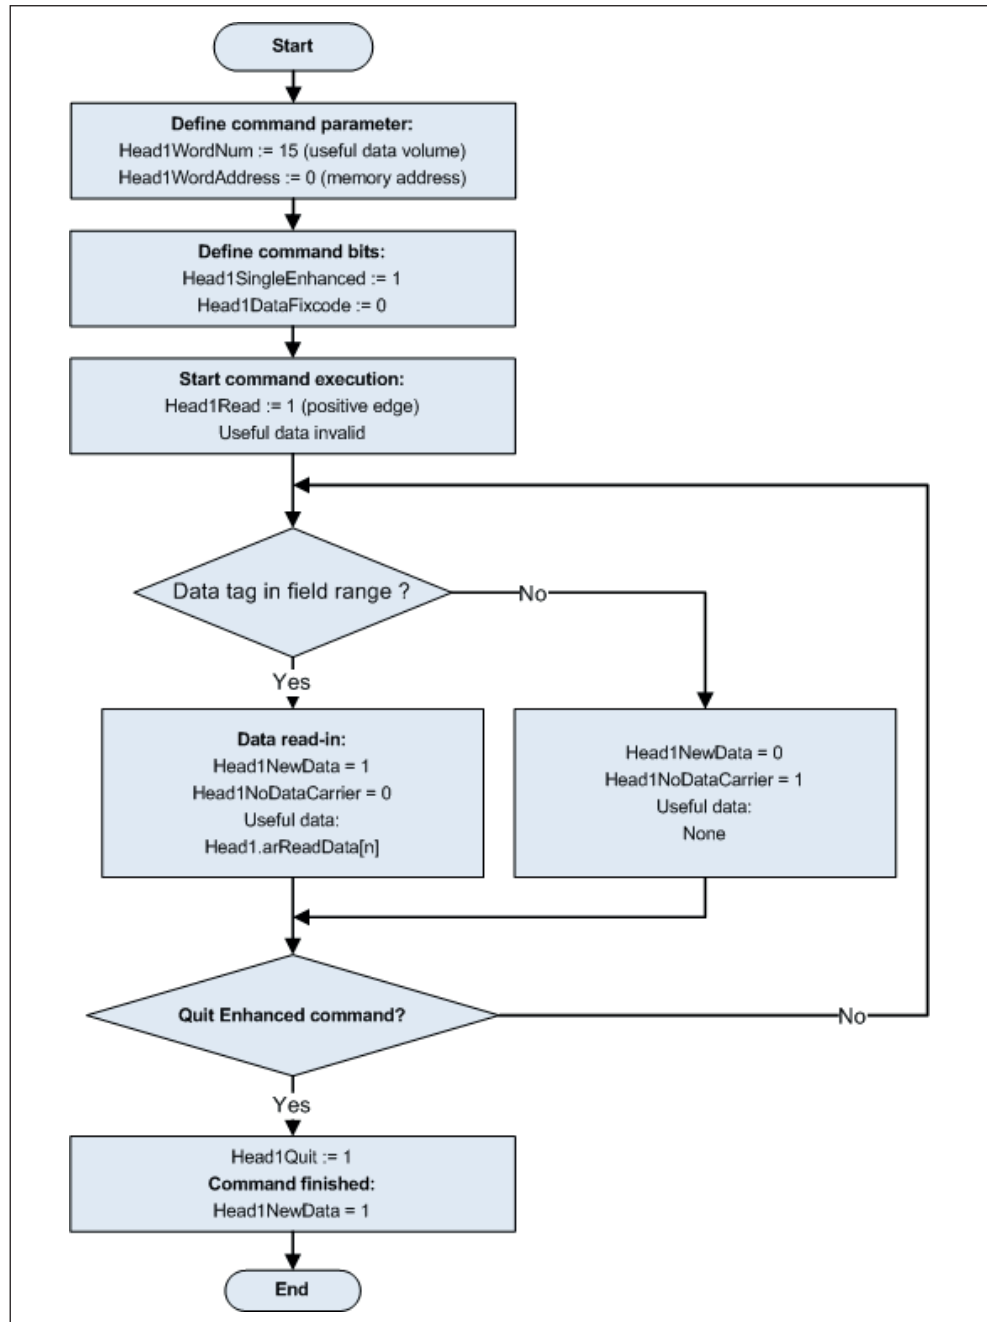 Start
Define command parameter:
Head1WordNum := 15 (useful data volume)
Head1WordAddress := 0 (memory address)
Define command bits:
Head1SingleEnhanced := 1
Head1DataFixcode := 0
Start command execution:
Head1Read := 1 (positive edge)
Useful data invalid
Data tag in field range ?
No
Yes
Data read-in:
Head1NewData = 1
Head1NoDataCarrier = 0
Useful data:
Head1.arReadData[n]
Head1NewData = 0
Head1NoDataCarrier = 1
Useful data:
None
Quit Enhanced command?
No
Yes
Head1Quit := 1
Command finished:
Head1NewData = 1
End